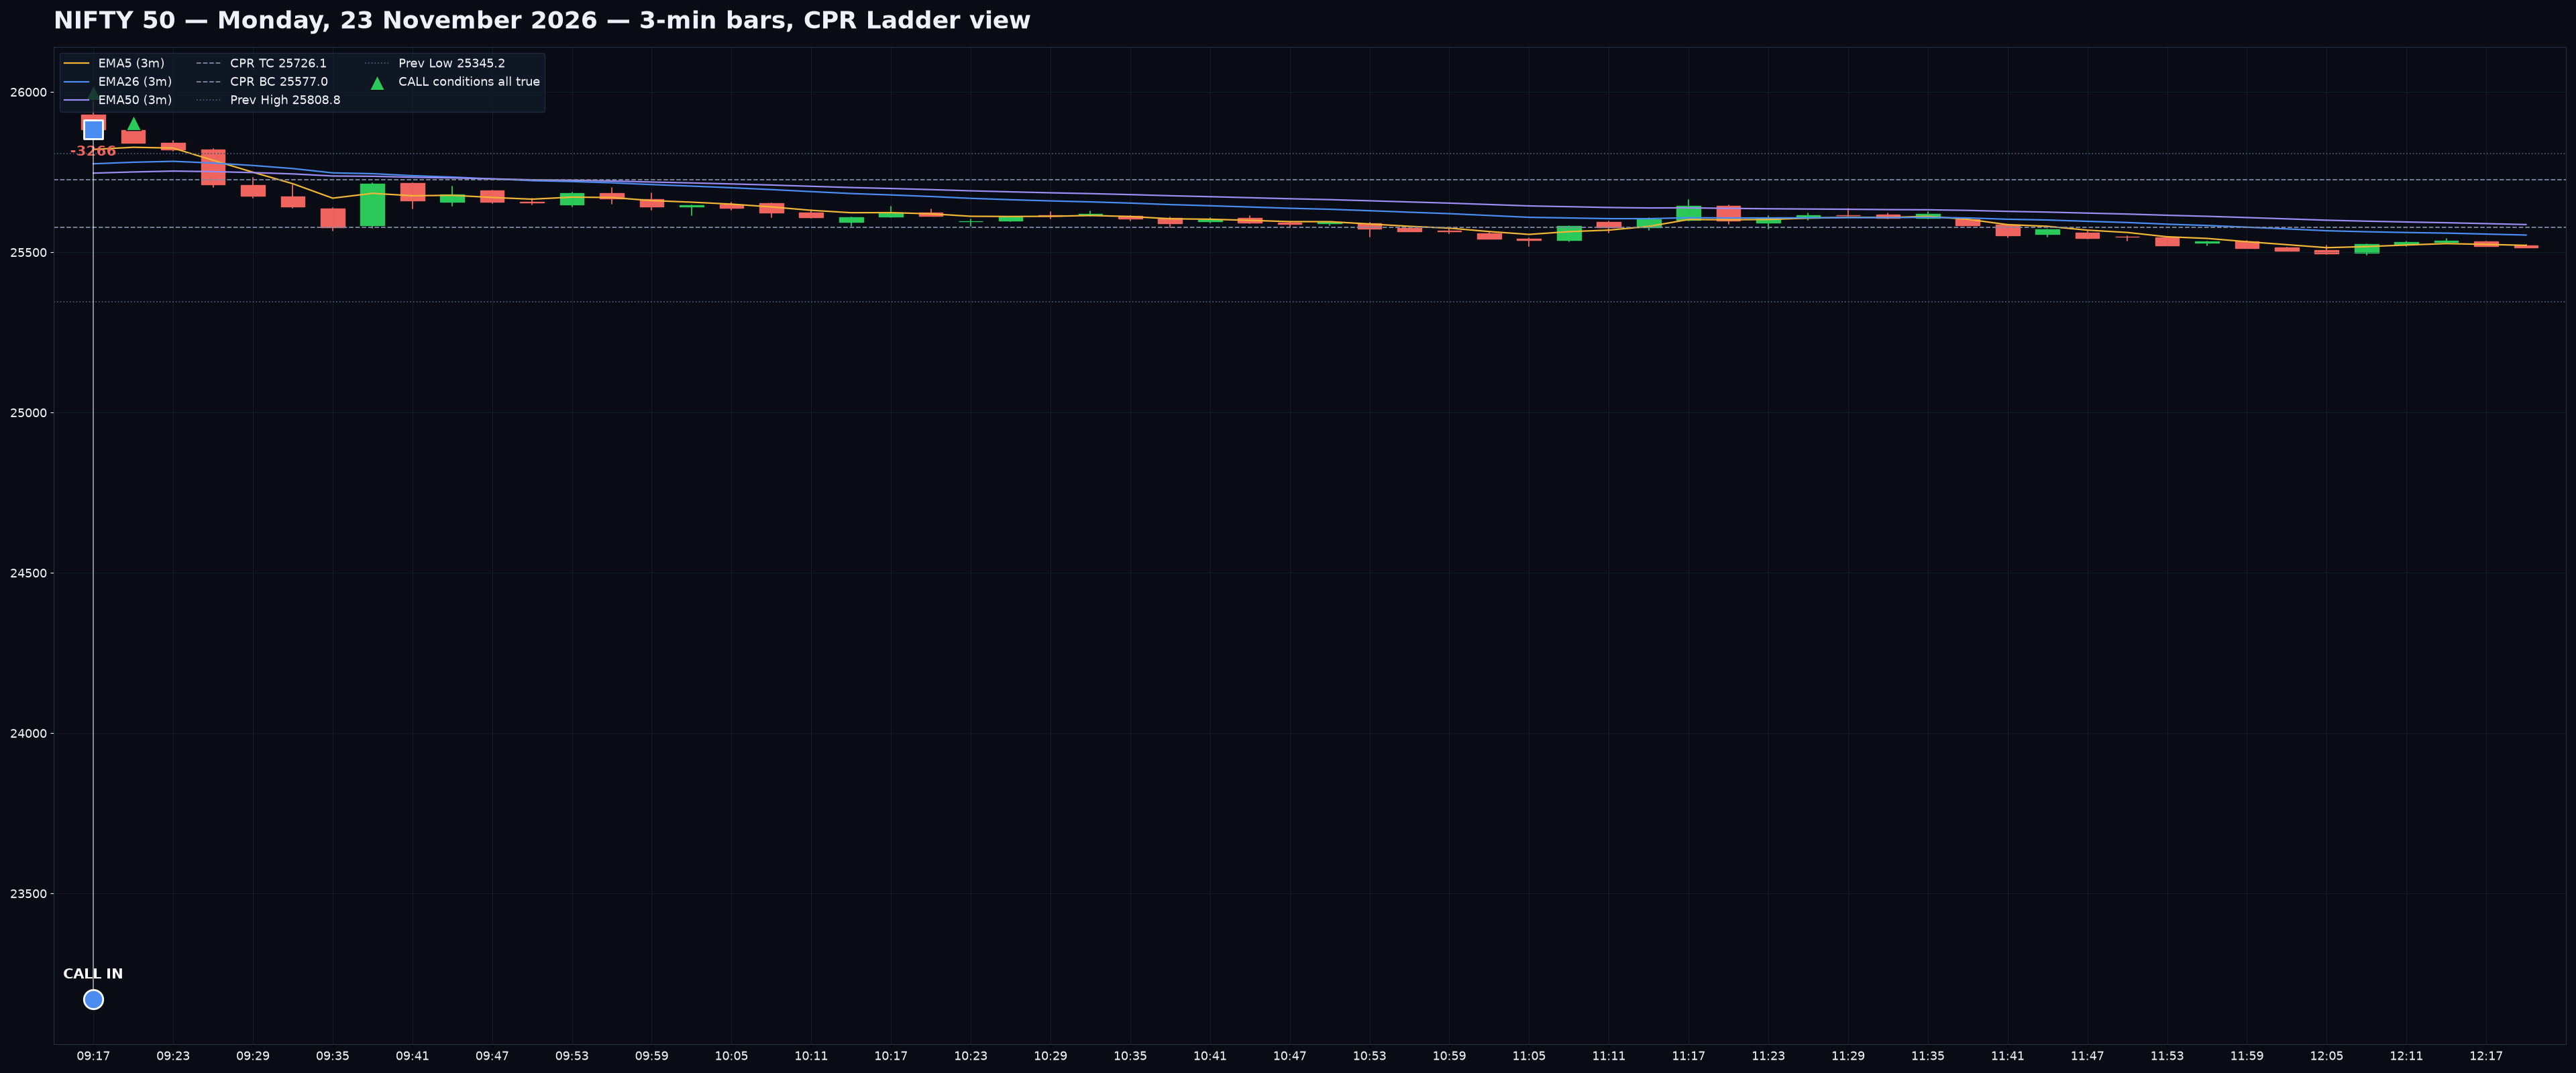 NIFTY 50 — Monday, 23 November 2026 — 3-min bars, CPR Ladder view
EMA5 (3m)
EMA26 (3m)
EMA50 (3m)
CPR TC 25726.1
CPR BC 25577.0
Prev High 25808.8
Prev Low 25345.2
CALL conditions all true
26000
25500
25000
24500
24000
23500
-3266
CALL IN
09:17 09:23 09:29 09:35 09:41 09:47 09:53 09:59 10:05 10:11 10:17 10:23 10:29 10:35 10:41 10:47 10:53 10:59 11:05 11:11 11:17 11:23 11:29 11:35 11:41 11:47 11:53 11:59 12:05 12:11 12:17